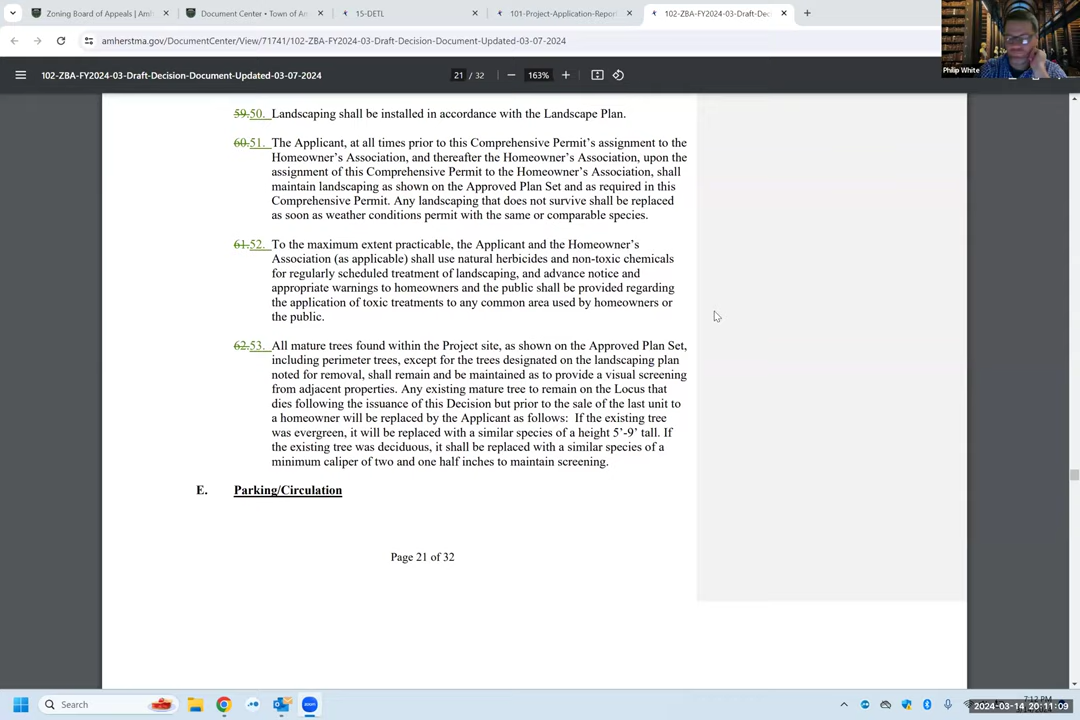 Zoning Board of Appeals | Amh
Document Center • Town of Am
15-DETL
101-Project-Application-Report
102-ZBA-FY2024-03-Draft-Dec
amherstma.gov/DocumentCenter/View/71741/102-ZBA-FY2024-03-Draft-Decision-Document-Updated-03-07-2024
Philip White
102-ZBA-FY2024-03-Draft-Decision-Document-Updated-03-07-2024
21 / 32
163%
59.50. Landscaping shall be installed in accordance with the Landscape Plan.
60.51. The Applicant, at all times prior to this Comprehensive Permit’s assignment to the
Homeowner’s Association, and thereafter the Homeowner’s Association, upon the
assignment of this Comprehensive Permit to the Homeowner’s Association, shall
maintain landscaping as shown on the Approved Plan Set and as required in this
Comprehensive Permit. Any landscaping that does not survive shall be replaced
as soon as weather conditions permit with the same or comparable species.
61.52. To the maximum extent practicable, the Applicant and the Homeowner’s
Association (as applicable) shall use natural herbicides and non-toxic chemicals
for regularly scheduled treatment of landscaping, and advance notice and
appropriate warnings to homeowners and the public shall be provided regarding
the application of toxic treatments to any common area used by homeowners or
the public.
62.53. All mature trees found within the Project site, as shown on the Approved Plan Set,
including perimeter trees, except for the trees designated on the landscaping plan
noted for removal, shall remain and be maintained as to provide a visual screening
from adjacent properties. Any existing mature tree to remain on the Locus that
dies following the issuance of this Decision but prior to the sale of the last unit to
a homeowner will be replaced by the Applicant as follows: If the existing tree
was evergreen, it will be replaced with a similar species of a height 5’-9’ tall. If
the existing tree was deciduous, it shall be replaced with a similar species of a
minimum caliper of two and one half inches to maintain screening.
E. Parking/Circulation
Page 21 of 32
Search
zoom
7:12 PM
2024-03-14 20:11:09